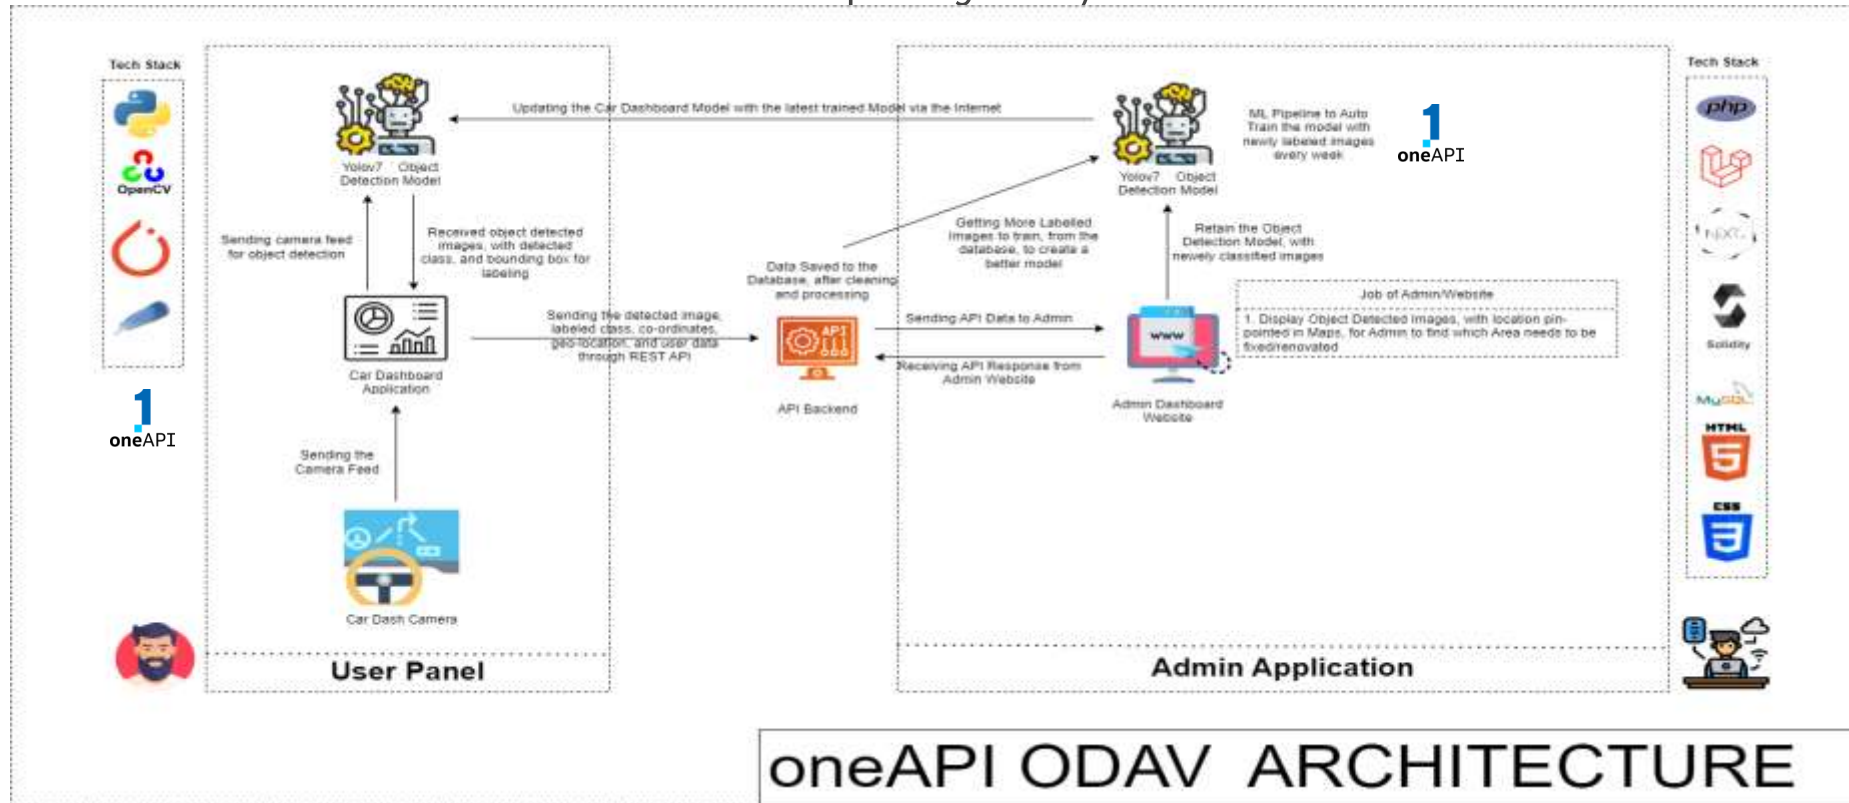 Tech Stack
OpenCV
oneAPI
Updating the Car Dashboard Model with the latest trained Model via the Internet
Yolov7 Object
Detection Model
Sending camera feed
for object detection
Received object detected
images, with detected
class, and bounding box for
labeling
Car Dashboard
Application
Sending the
Camera Feed
Car Dash Camera
User Panel
Sending the detected image,
labeled class, co-ordinates,
geo-location, and user data
through REST API
Data Saved to the
Database, after cleaning
and processing
API
API Backend
Getting More Labelled
Images to train, from the
database, to create a
better model
Sending API Data to Admin
Receiving API Response from
Admin Website
Yolov7 Object
Detection Model
ML Pipeline to Auto
Train the model with
newly labeled images
every week
oneAPI
Retain the Object
Detection Model, with
newly classified images
www
Admin Dashboard
Website
Job of Admin/Website
1. Display Object Detected Images, with location pin-
pointed in Maps, for Admin to find which Area needs to be
fixed/renovated
Admin Application
Tech Stack
php
Solidity
MySQL
HTML
5
CSS
3
oneAPI ODAV ARCHITECTURE